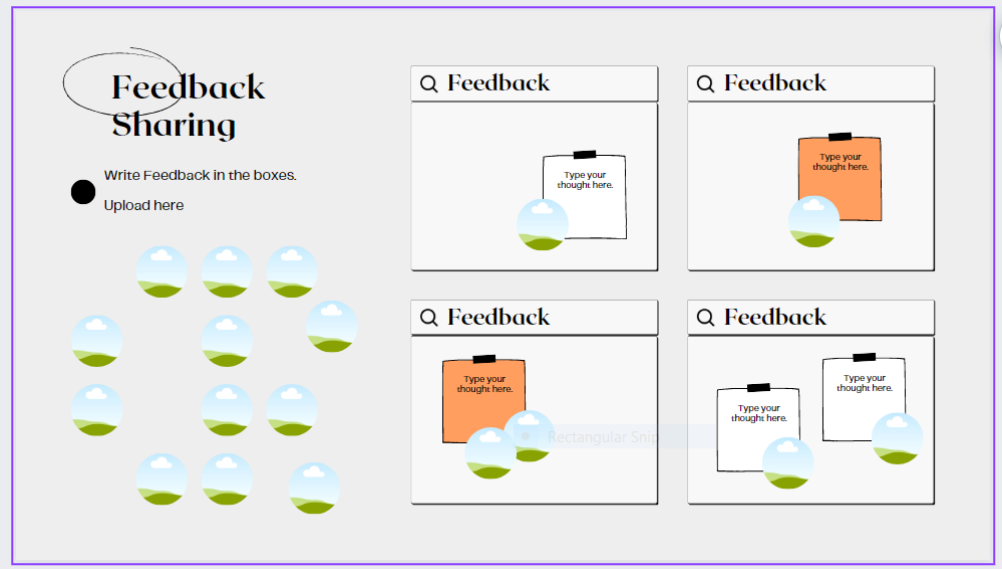 Feedback
Sharing
Write Feedback in the boxes.
Upload here
Feedback
Type your
thought here.
Feedback
Type your
thought here.
Feedback
Type your
thought here.
Rectangular Snip
Feedback
Type your
thought here.
Type your
thought here.